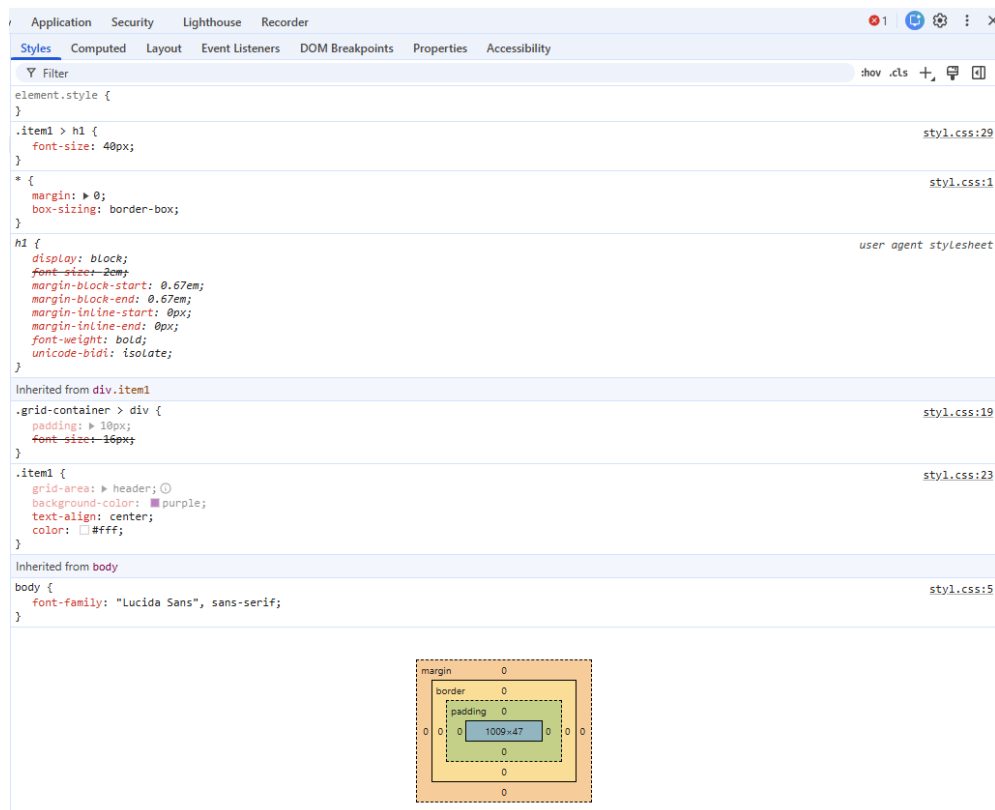 Application Security Lighthouse Recorder 1
Styles Computed Layout Event Listeners DOM Breakpoints Properties Accessibility
Filter :hov .cls
element.style {
}
.item1 > h1 { styl.css:29
font-size: 40px;
}
* { styl.css:1
margin: 0;
box-sizing: border-box;
}
h1 { user agent stylesheet
display: block;
font-size: 2em;
margin-block-start: 0.67em;
margin-block-end: 0.67em;
margin-inline-start: 0px;
margin-inline-end: 0px;
font-weight: bold;
unicode-bidi: isolate;
}
Inherited from div.item1
.grid-container > div { styl.css:19
padding: 10px;
font-size: 16px;
}
.item1 { styl.css:23
grid-area: header;
background-color: purple;
text-align: center;
color: #fff;
}
Inherited from body
body { styl.css:5
font-family: "Lucida Sans", sans-serif;
}
margin 0
border 0
padding 0
0 0 0 1009×47 0 0 0
0
0
0